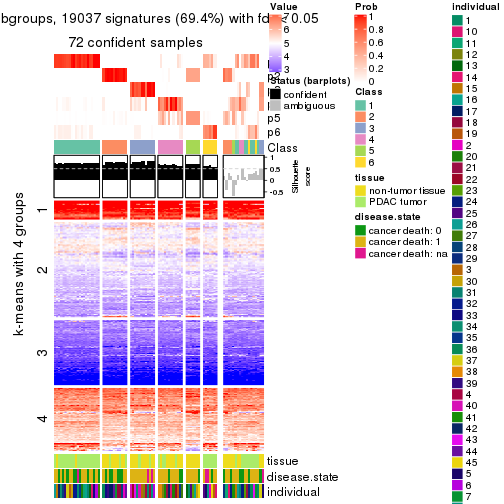 bgroups, 19037 signatures (69.4%) with fd
0.05
72 confident samples
p5
p6
Class
1
0.5
0
-0.5
Silhouette
score
k-means with 4 groups
1
2
3
4
tissue
disease.state
individual
Value
7
6
5
4
3
Status (barplots)
confident
ambiguous
Prob
1
0.8
0.6
0.4
0.2
0
Class
1
2
3
4
5
6
tissue
non-tumor tissue
PDAC tumor
disease.state
cancer death: 0
cancer death: 1
cancer death: na
individual
1
10
11
12
13
14
15
16
17
18
19
2
20
21
22
23
24
25
26
27
28
29
3
30
31
32
33
34
35
36
37
38
39
4
40
41
42
43
44
45
5
6
7